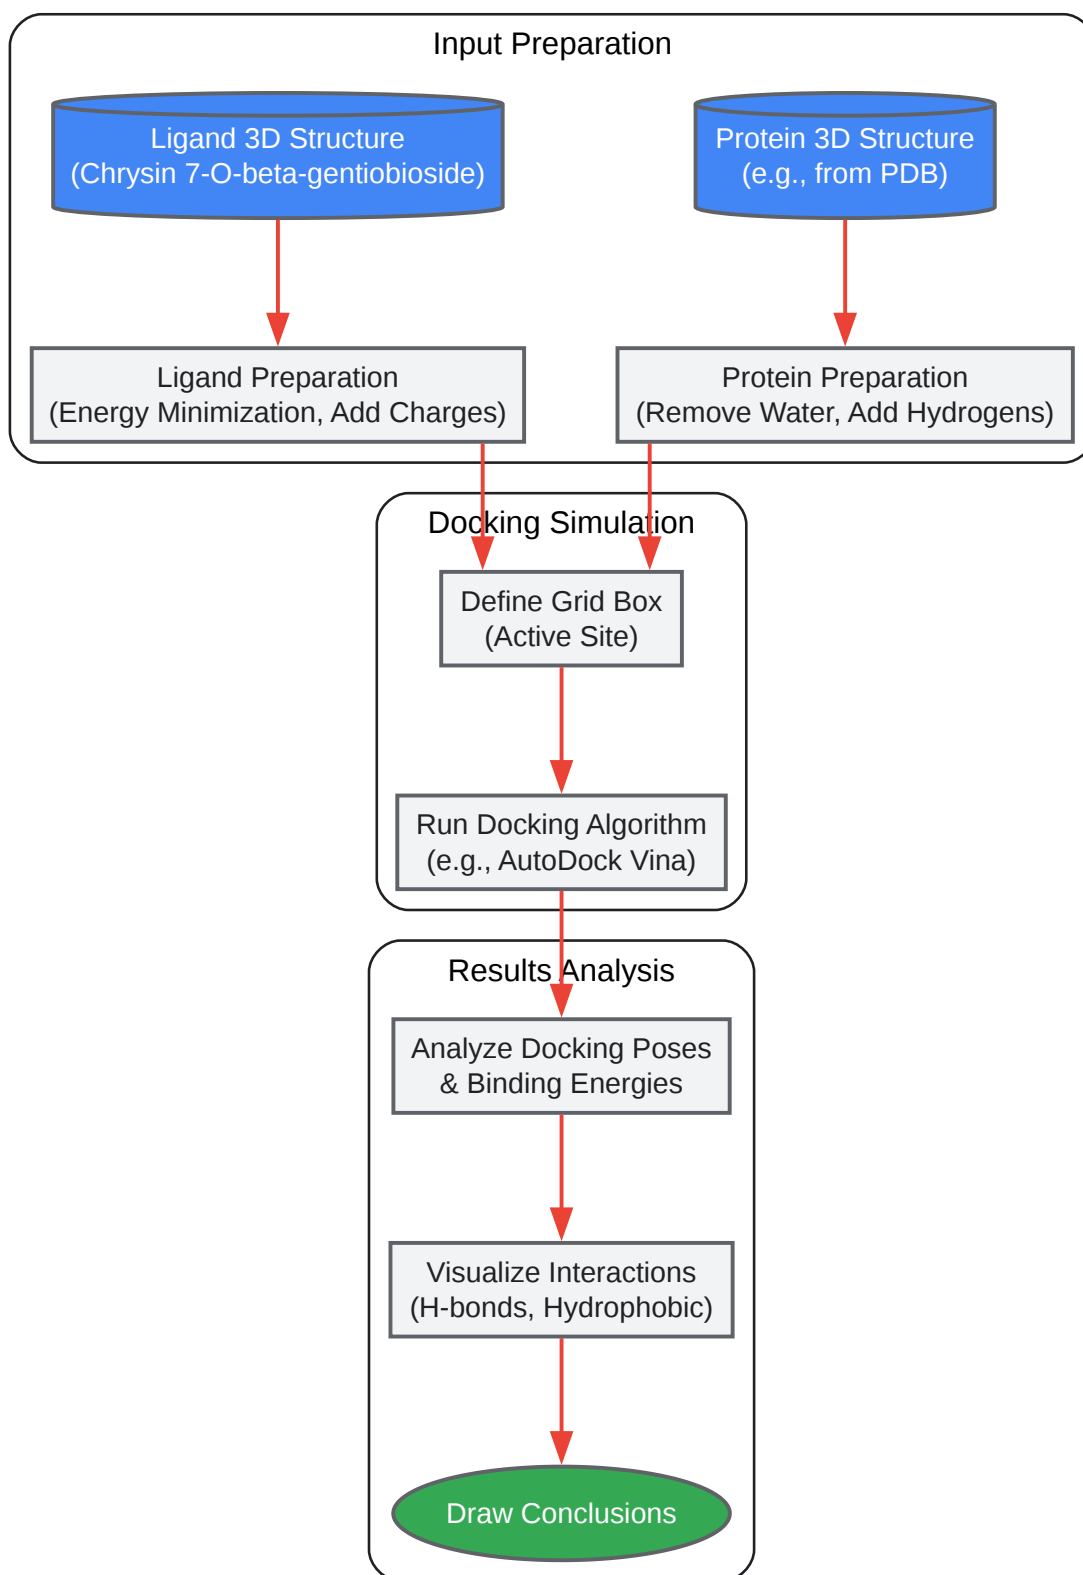 Input Preparation
Ligand 3D Structure
(Chrysin 7-O-beta-gentiobioside)
Protein 3D Structure
(e.g., from PDB)
Ligand Preparation
(Energy Minimization, Add Charges)
Protein Preparation
(Remove Water, Add Hydrogens)
Docking Simulation
Define Grid Box
(Active Site)
Run Docking Algorithm
(e.g., AutoDock Vina)
Results Analysis
Analyze Docking Poses
& Binding Energies
Visualize Interactions
(H-bonds, Hydrophobic)
Draw Conclusions